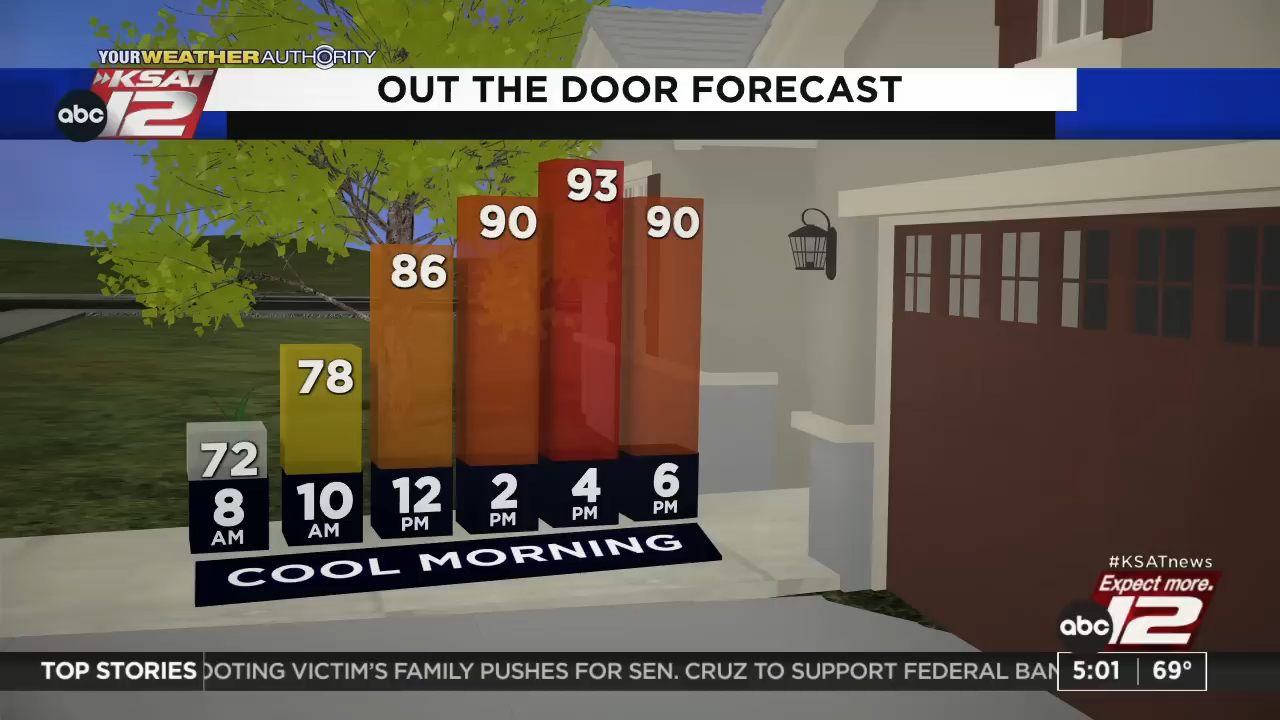 YOUR WEATHER AUTHORITY
KSAT
abc 12
OUT THE DOOR FORECAST
72 78 86 90 93 90
8 AM 10 AM 12 PM 2 PM 4 PM 6 PM
COOL MORNING
#KSATnews
Expect more.
abc 12
TOP STORIES VICTIM'S FAMILY PUSHES FOR SEN. CRUZ TO SUPPORT FEDERAL 5:01 69°